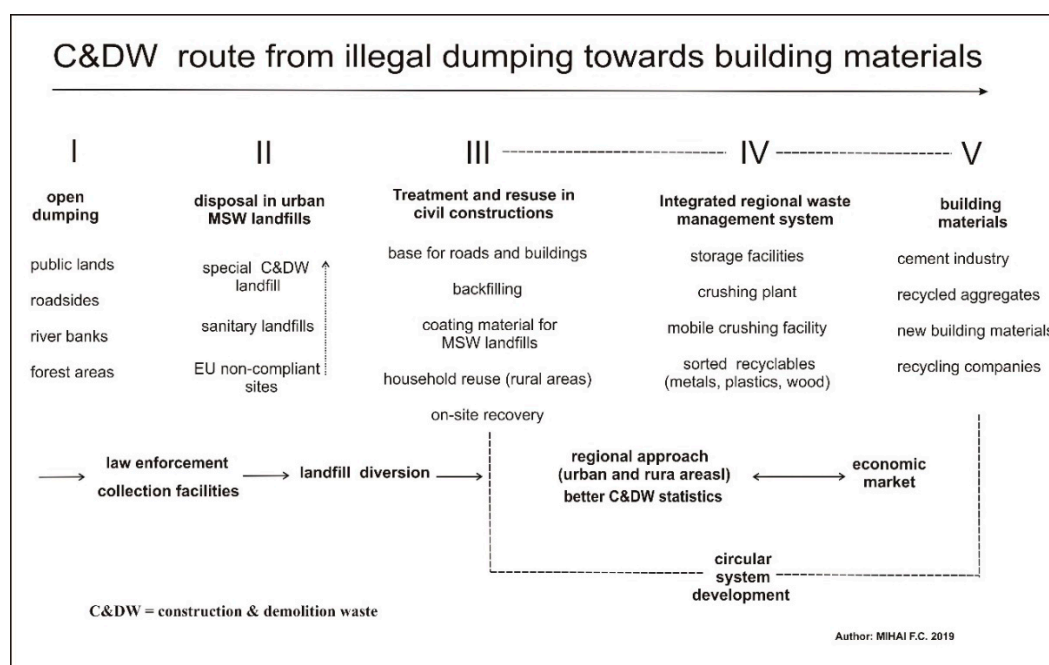 C&DW route from illegal dumping towards building materials
I
II
III
IV
V
open
dumping
public lands
roadsides
river banks
forest areas
disposal in urban
MSW landfills
special C&DW
landfill
sanitary landfills
EU non-compliant
sites
Treatment and resuse in
civil constructions
base for roads and buildings
backfilling
coating material for
MSW landfills
household reuse (rural areas)
on-site recovery
Integrated regional waste
management system
storage facilities
crushing plant
mobile crushing facility
sorted recyclables
(metals, plastics, wood)
building
materials
cement industry
recycled aggregates
new building materials
recycling companies
law enforcement
collection facilities
landfill diversion
regional approach
(urban and rura areasl)
better C&DW statistics
economic
market
circular
system
development
C&DW = construction & demolition waste
Author: MIHAI F.C. 2019